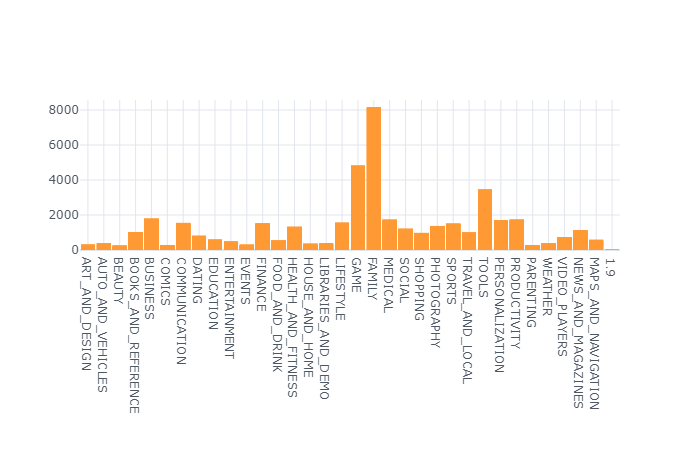 8000
6000
4000
2000
0
ART_AND_DESIGN
AUTO_AND_VEHICLES
BEAUTY
BOOKS_AND_REFERENCE
BUSINESS
COMICS
COMMUNICATION
DATING
EDUCATION
ENTERTAINMENT
EVENTS
FINANCE
FOOD_AND_DRINK
HEALTH_AND_FITNESS
HOUSE_AND_HOME
LIBRARIES_AND_DEMO
LIFESTYLE
GAME
FAMILY
MEDICAL
SOCIAL
SHOPPING
PHOTOGRAPHY
SPORTS
TRAVEL_AND_LOCAL
TOOLS
PERSONALIZATION
PRODUCTIVITY
PARENTING
WEATHER
VIDEO_PLAYERS
NEWS_AND_MAGAZINES
MAPS_AND_NAVIGATION
1.9